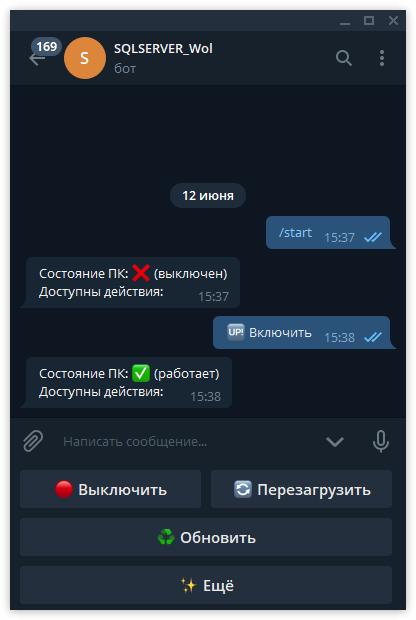 169
S
SQLSERVER_Wol
бот
12 июня
/start 15:37
Состояние ПК: ❌ (выключен)
Доступны действия: 15:37
🆙 Включить 15:38
Состояние ПК: ✅ (работает)
Доступны действия: 15:38
Написать сообщение...
🔴 Выключить
🔄 Перезагрузить
♻ Обновить
✨ Ещё